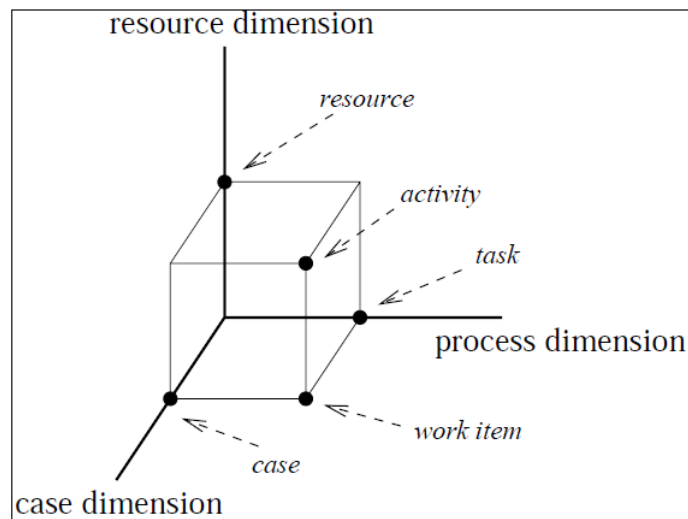 resource dimension
resource
activity
task
process dimension
work item
case
case dimension